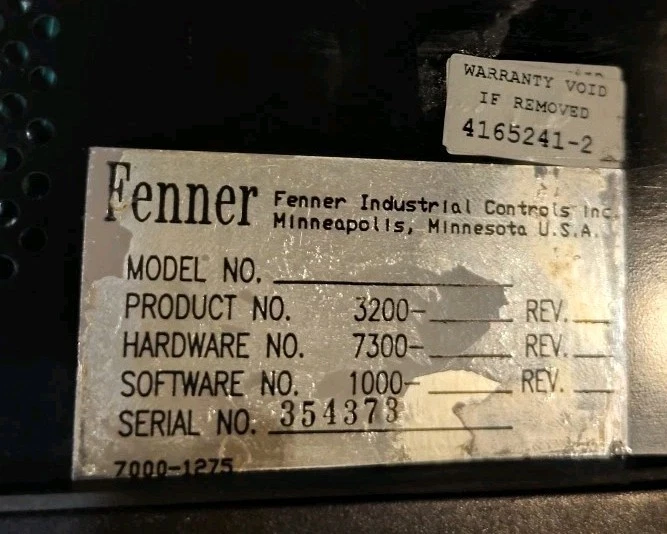 WARRANTY VOID
IF REMOVED
4165241-2
Fenner Fenner Industrial Controls Inc.
Minneapolis, Minnesota U.S.A.
MODEL NO.
PRODUCT NO. 3200- REV.
HARDWARE NO. 7300- REV.
SOFTWARE NO. 1000- REV.
SERIAL NO. 354373
7000-1275